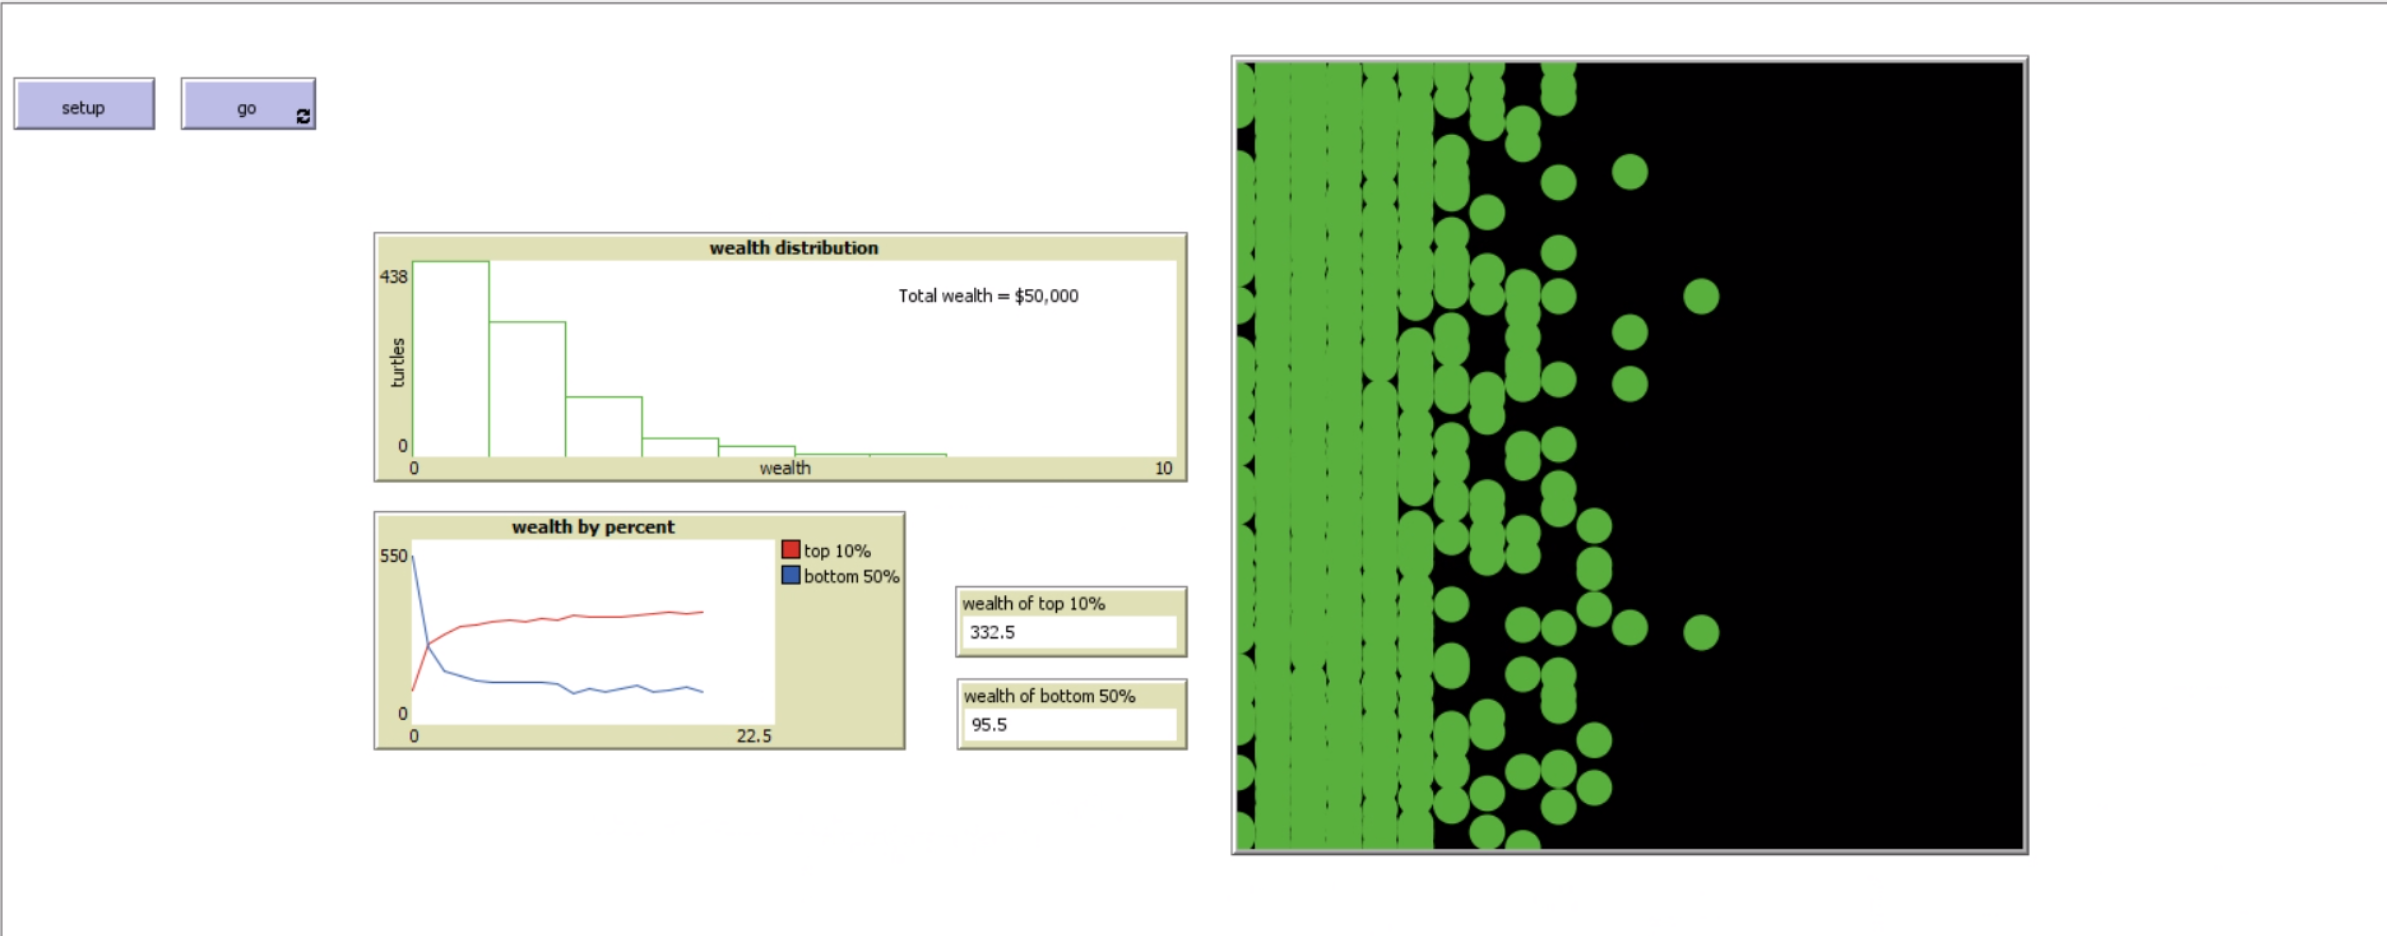 setup
go
wealth distribution
438
Total wealth = $50,000
turtles
0
0
wealth
10
wealth by percent
550
top 10%
bottom 50%
0
0
22.5
wealth of top 10%
332.5
wealth of bottom 50%
95.5